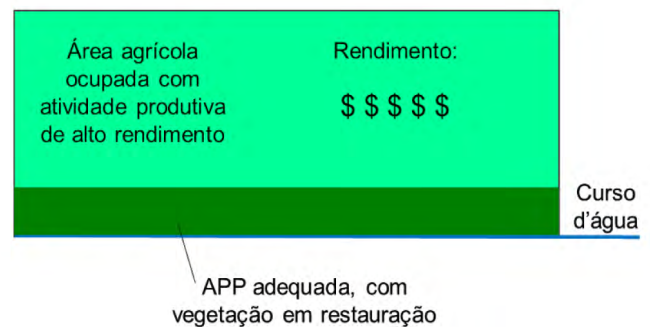 Área agrícola
ocupada com
atividade produtiva
de alto rendimento
Rendimento:
$ $ $ $ $
Curso
d'água
APP adequada, com
vegetação em restauração